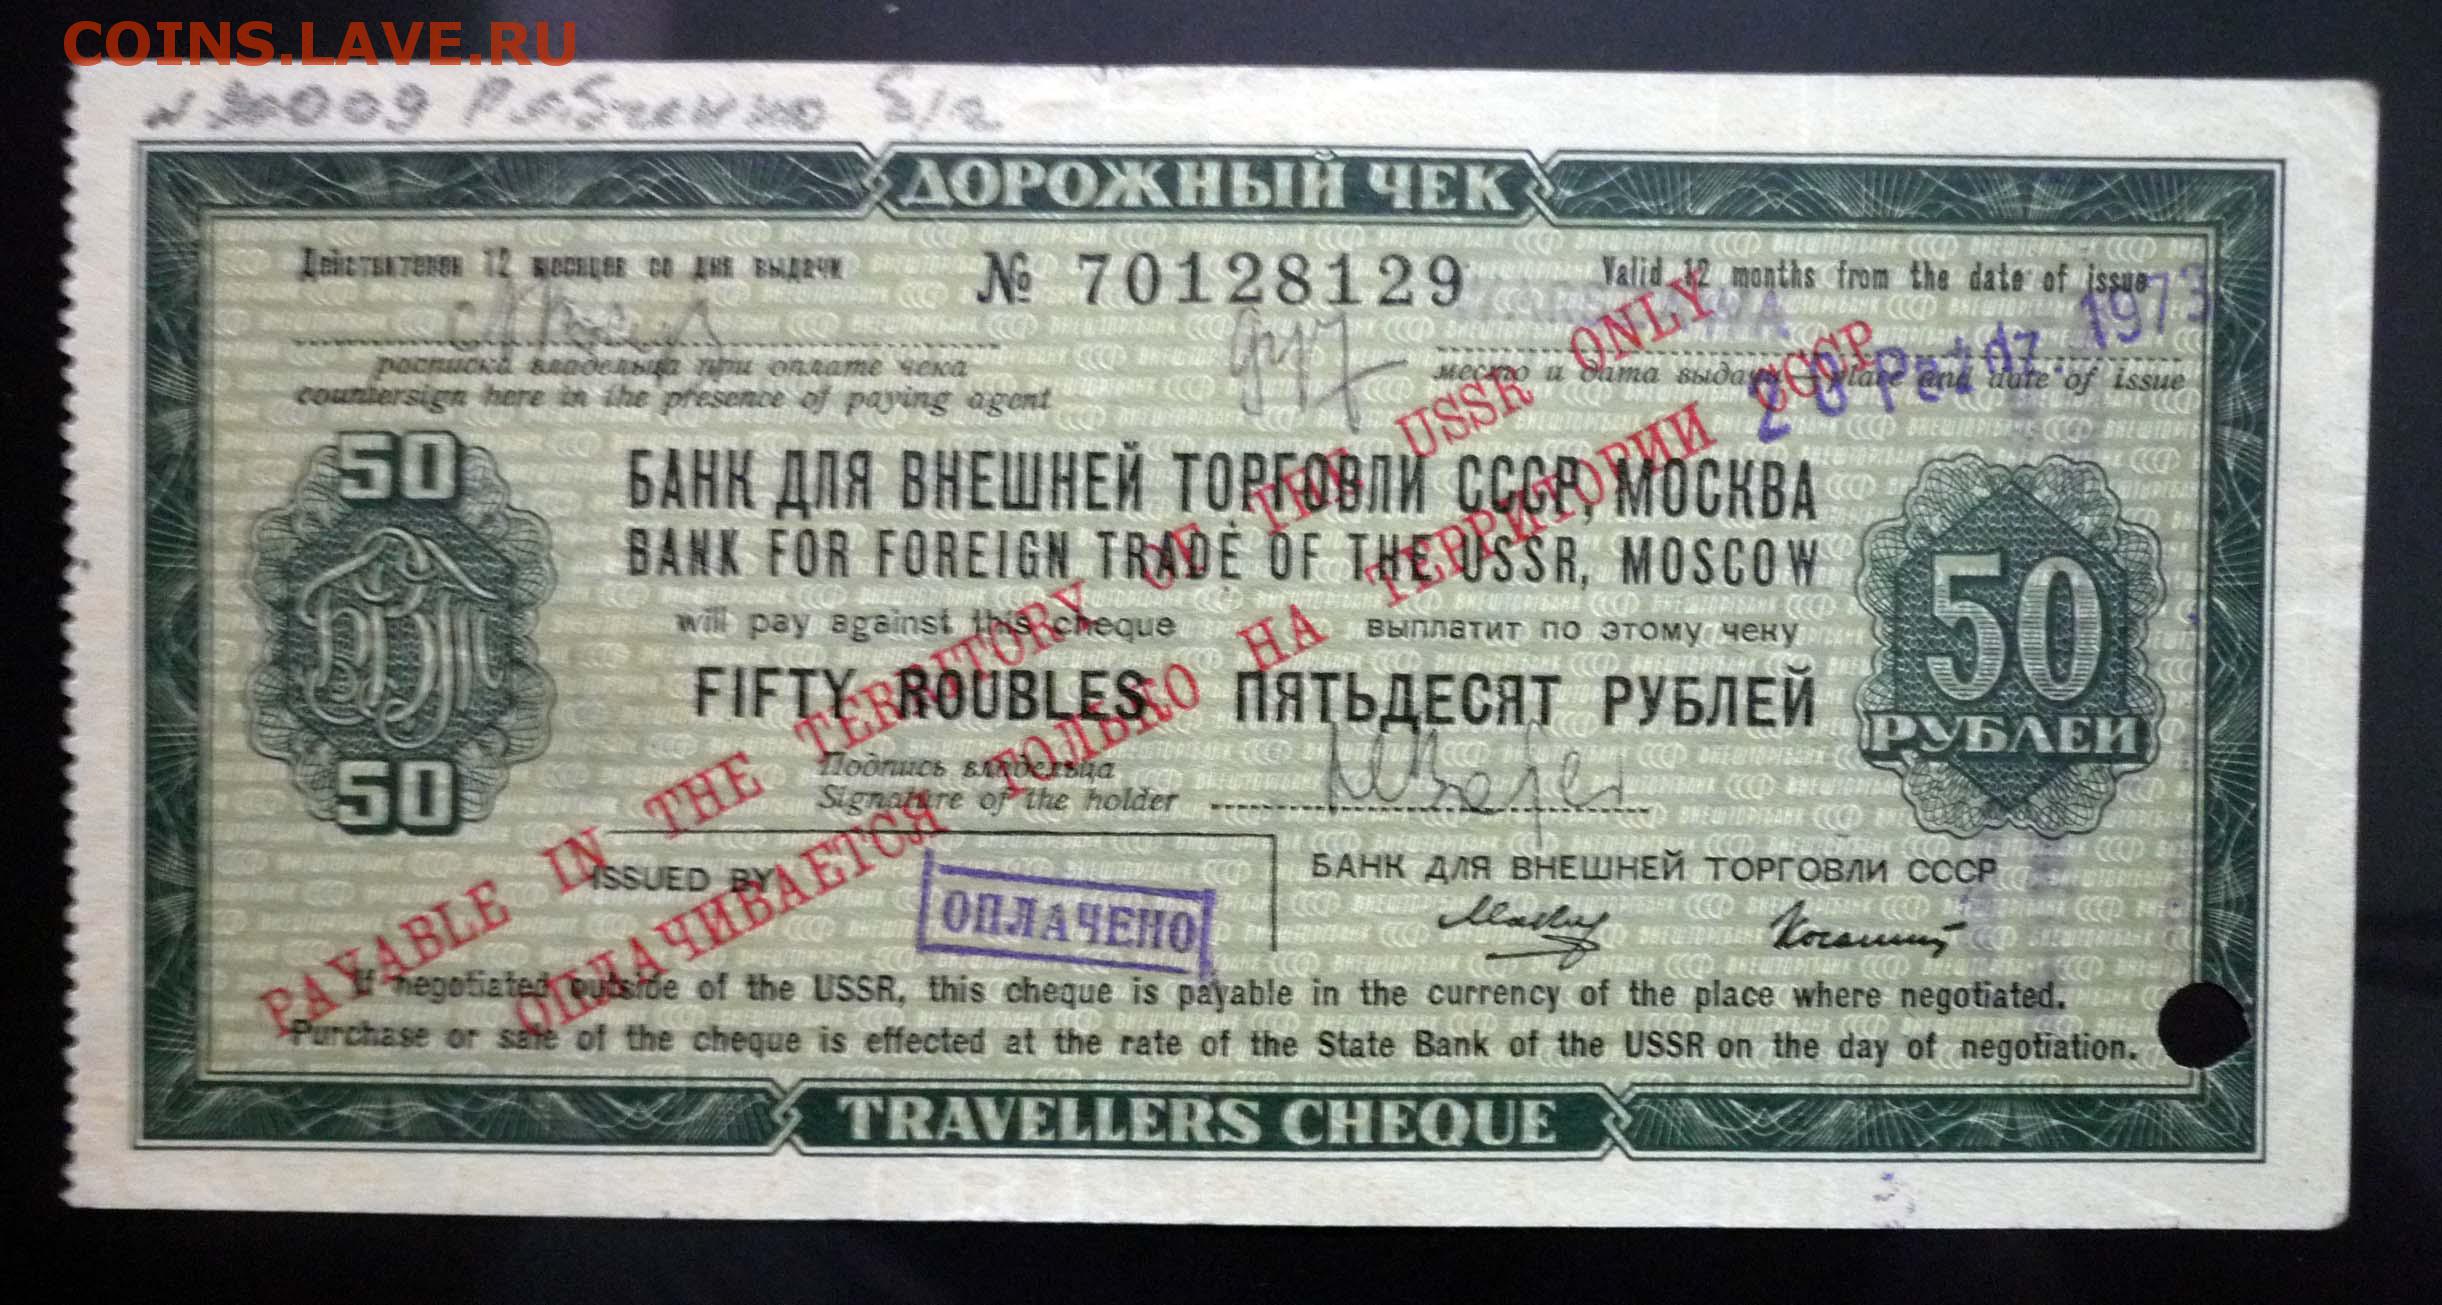 COINS.LAVE.RU
ДОРОЖНЫЙ ЧЕК
Действителен 12 месяцев со дня выдачи
№ 70128129
Valid 12 months from the date of issue
1973
расписка владельца при оплате чека
countersign here in the presence of paying agent
место и дата выдачи place and date of issue
PAYABLE IN THE TERRITORY OF THE USSR ONLY
ОПЛАЧИВАЕТСЯ ТОЛЬКО НА ТЕРРИТОРИИ СССР
50
БАНК ДЛЯ ВНЕШНЕЙ ТОРГОВЛИ СССР, МОСКВА
BANK FOR FOREIGN TRADE OF THE USSR, MOSCOW
will pay against this cheque выплатит по этому чеку
FIFTY ROUBLES ПЯТЬДЕСЯТ РУБЛЕЙ
50
РУБЛЕЙ
50
Подпись владельца
Signature of the holder
ISSUED BY
ОПЛАЧЕНО
БАНК ДЛЯ ВНЕШНЕЙ ТОРГОВЛИ СССР
If negotiated outside of the USSR, this cheque is payable in the currency of the place where negotiated.
Purchase or sale of the cheque is effected at the rate of the State Bank of the USSR on the day of negotiation.
TRAVELLERS CHEQUE